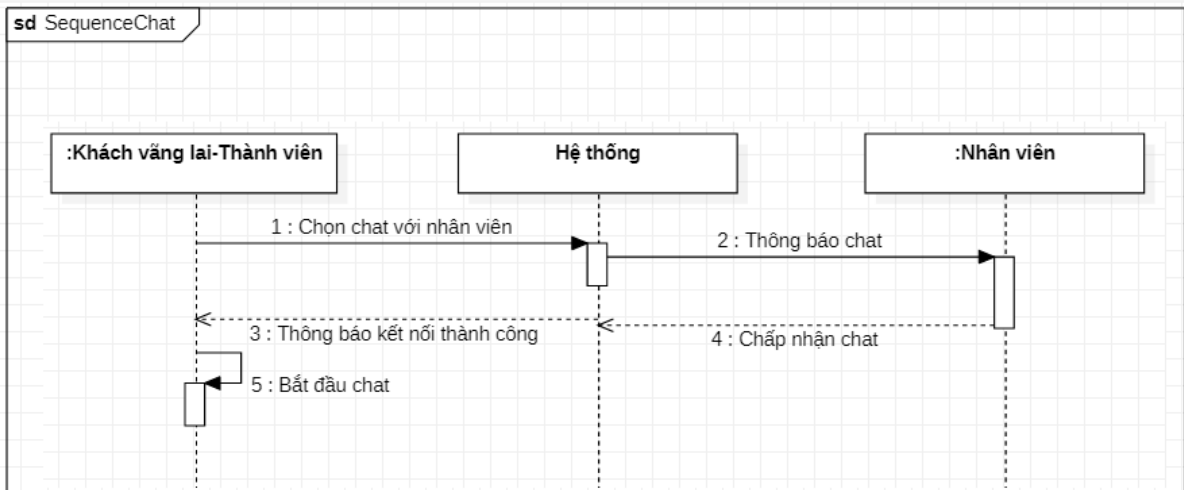 sd SequenceChat
:Khách vãng lai-Thành viên
Hệ thống
:Nhân viên
1 : Chọn chat với nhân viên
2 : Thông báo chat
3 : Thông báo kết nối thành công
4 : Chấp nhận chat
5 : Bắt đầu chat